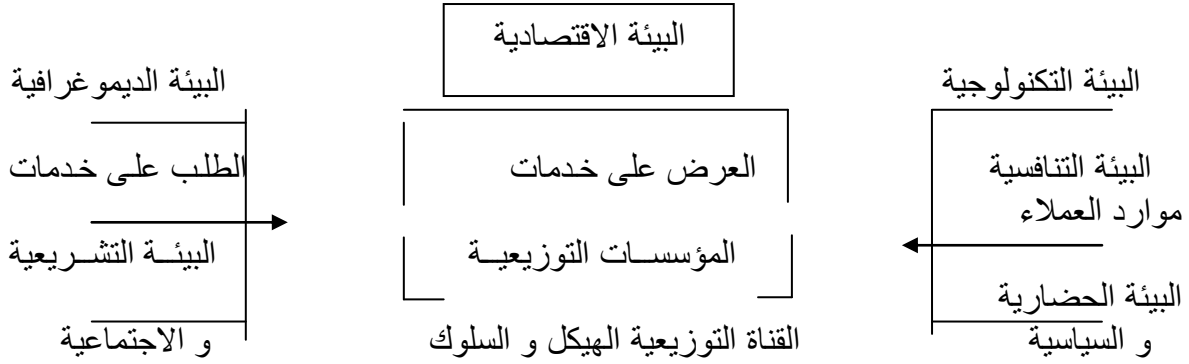 البيئة الاقتصادية
البيئة التكنولوجية
البيئة الديموغرافية
البيئة التنافسية
العرض على خدمات
الطلب على خدمات
موارد العملاء
المؤسسات التوزيعية
البيئة التشريعية
البيئة الحضارية
و السياسية
القناة التوزيعية الهيكل و السلوك
و الاجتماعية